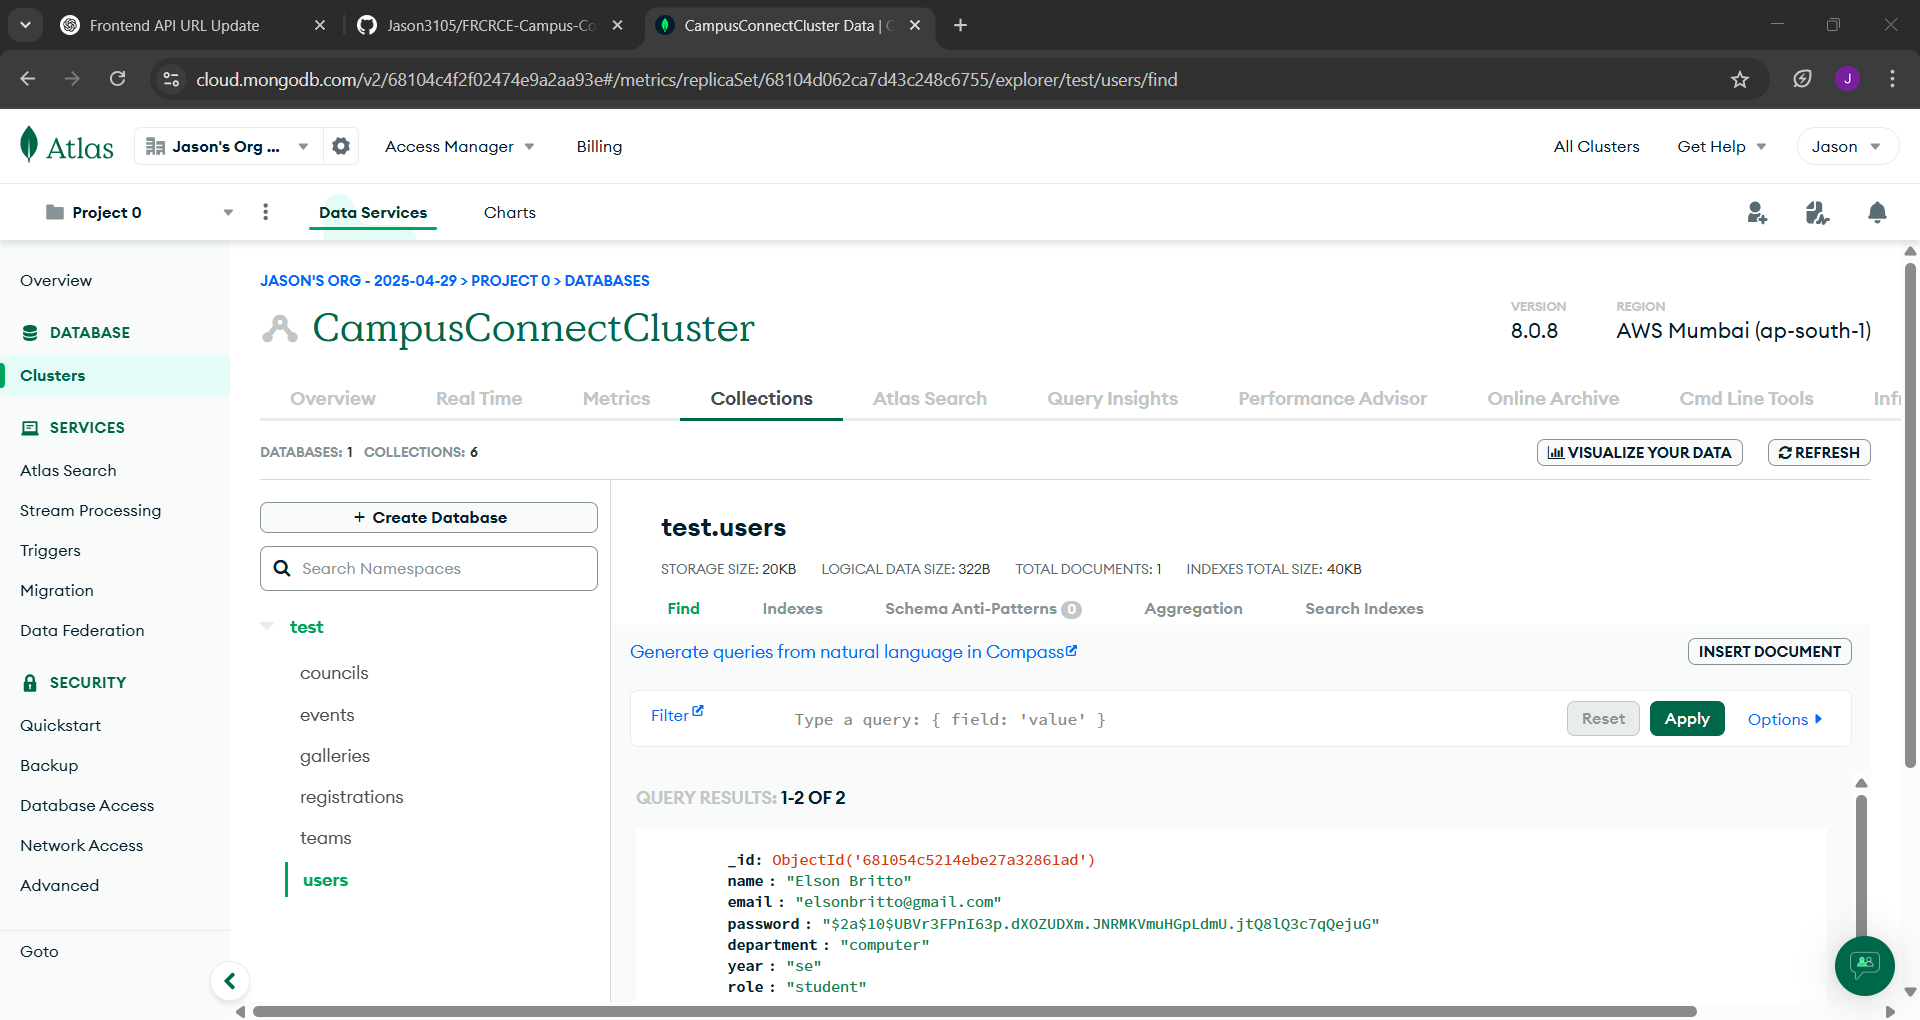 Frontend API URL Update
Jason3105/FRCRCE-Campus-Co
CampusConnectCluster Data |
cloud.mongodb.com/v2/68104c4f2f02474e9a2aa93e#/metrics/replicaSet/68104d062ca7d43c248c6755/explorer/test/users/find
J
Atlas
Jason's Org ...
Access Manager
Billing
All Clusters
Get Help
Jason
Project 0
Data Services
Charts
Overview
DATABASE
Clusters
SERVICES
Atlas Search
Stream Processing
Triggers
Migration
Data Federation
SECURITY
Quickstart
Backup
Database Access
Network Access
Advanced
Goto
JASON'S ORG - 2025-04-29 > PROJECT 0 > DATABASES
CampusConnectCluster
VERSION
8.0.8
REGION
AWS Mumbai (ap-south-1)
Overview
Real Time
Metrics
Collections
Atlas Search
Query Insights
Performance Advisor
Online Archive
Cmd Line Tools
Inf
DATABASES: 1 COLLECTIONS: 6
VISUALIZE YOUR DATA
REFRESH
+ Create Database
Search Namespaces
test
councils
events
galleries
registrations
teams
users
test.users
STORAGE SIZE: 20KB LOGICAL DATA SIZE: 322B TOTAL DOCUMENTS: 1 INDEXES TOTAL SIZE: 40KB
Find
Indexes
Schema Anti-Patterns 0
Aggregation
Search Indexes
Generate queries from natural language in Compass
INSERT DOCUMENT
Filter
Type a query: { field: 'value' }
Reset
Apply
Options
QUERY RESULTS: 1-2 OF 2
_id: ObjectId('681054c5214ebe27a32861ad')
name : "Elson Britto"
email : "elsonbritto@gmail.com"
password : "$2a$10$UBVr3FPnI63p.dXOZUDXm.JNRMKVmuHGpLdmU.jtQ8lQ3c7qQejuG"
department : "computer"
year : "se"
role : "student"